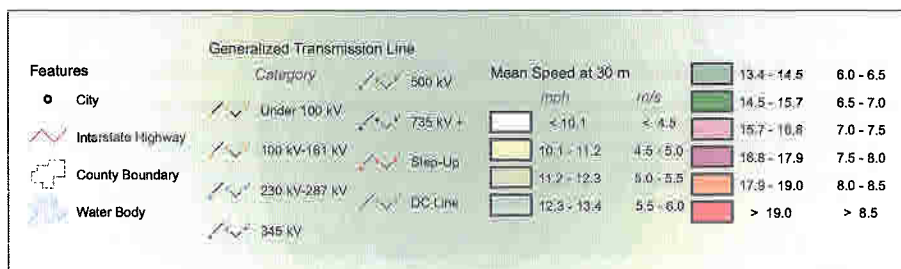 Features
City
Interstate Highway
County Boundary
Water Body
Generalized Transmission Line
Category
Under 100 kV
100 kV-161 kV
230 kV-287 kV
345 kV
500 kV
735 kV +
Step-Up
DC Line
Mean Speed at 30 m
mph m/s
< 10.1 < 4.5
10.1 - 11.2 4.5 - 5.0
11.2 - 12.3 5.0 - 5.5
12.3 - 13.4 5.5 - 6.0
13.4 - 14.5 6.0 - 6.5
14.5 - 15.7 6.5 - 7.0
15.7 - 16.8 7.0 - 7.5
16.8 - 17.9 7.5 - 8.0
17.9 - 19.0 8.0 - 8.5
> 19.0 > 8.5